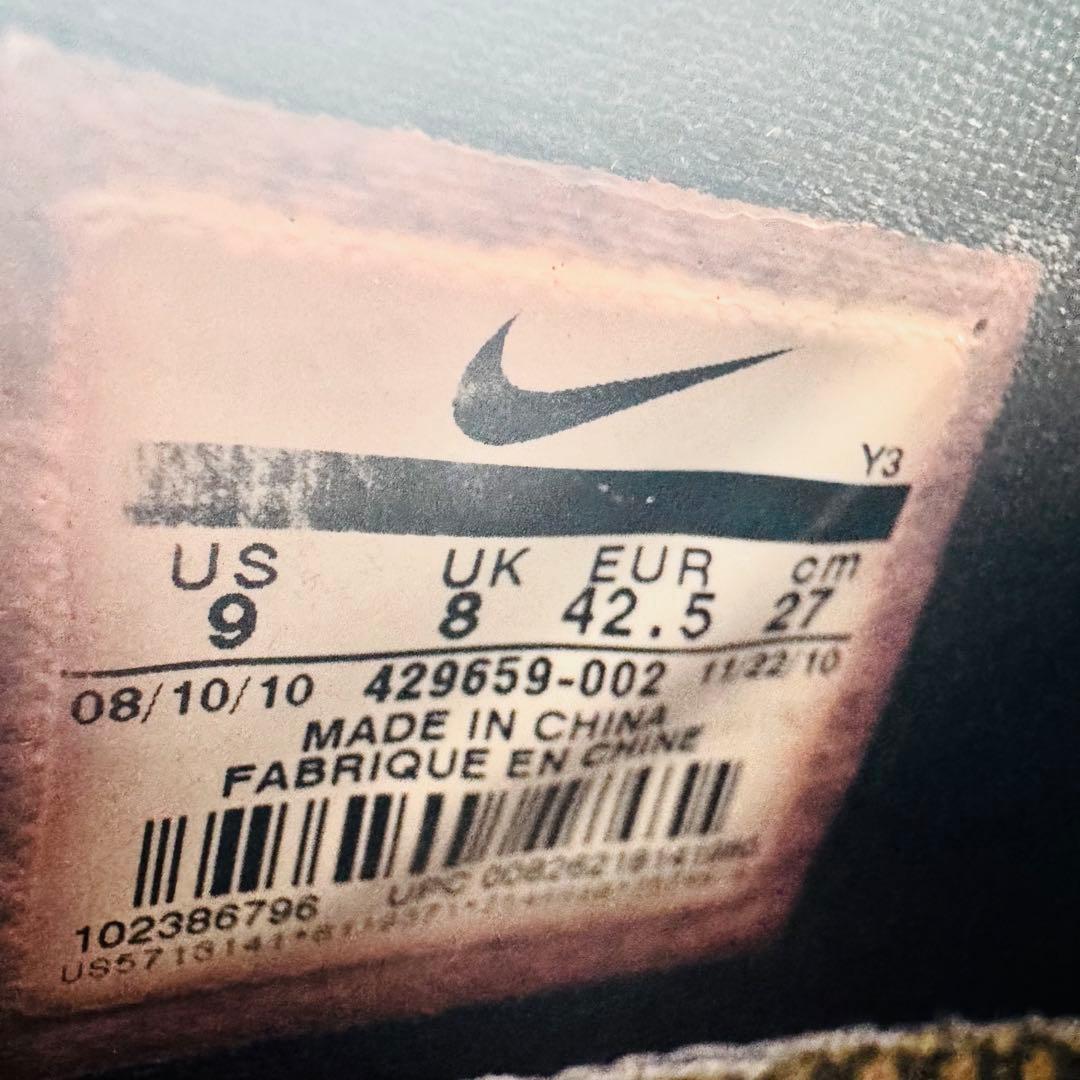 Y3
US UK EUR cm
9 8 42.5 27
08/10/10 429659-002 11/22/10
MADE IN CHINA
FABRIQUE EN CHINE
UPC
102386796